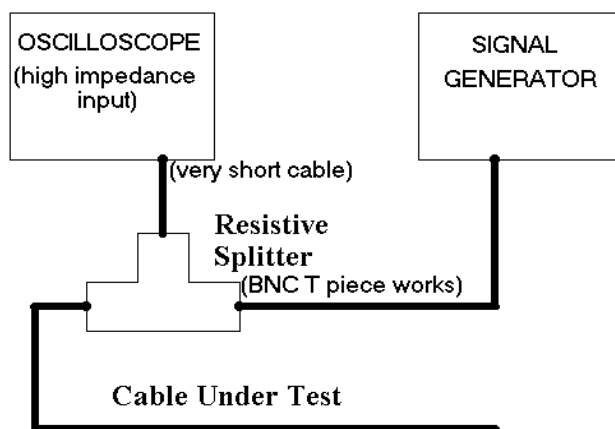 OSCILLOSCOPE
(high impedance
input)
SIGNAL
GENERATOR
(very short cable)
Resistive
Splitter
(BNC T piece works)
Cable Under Test